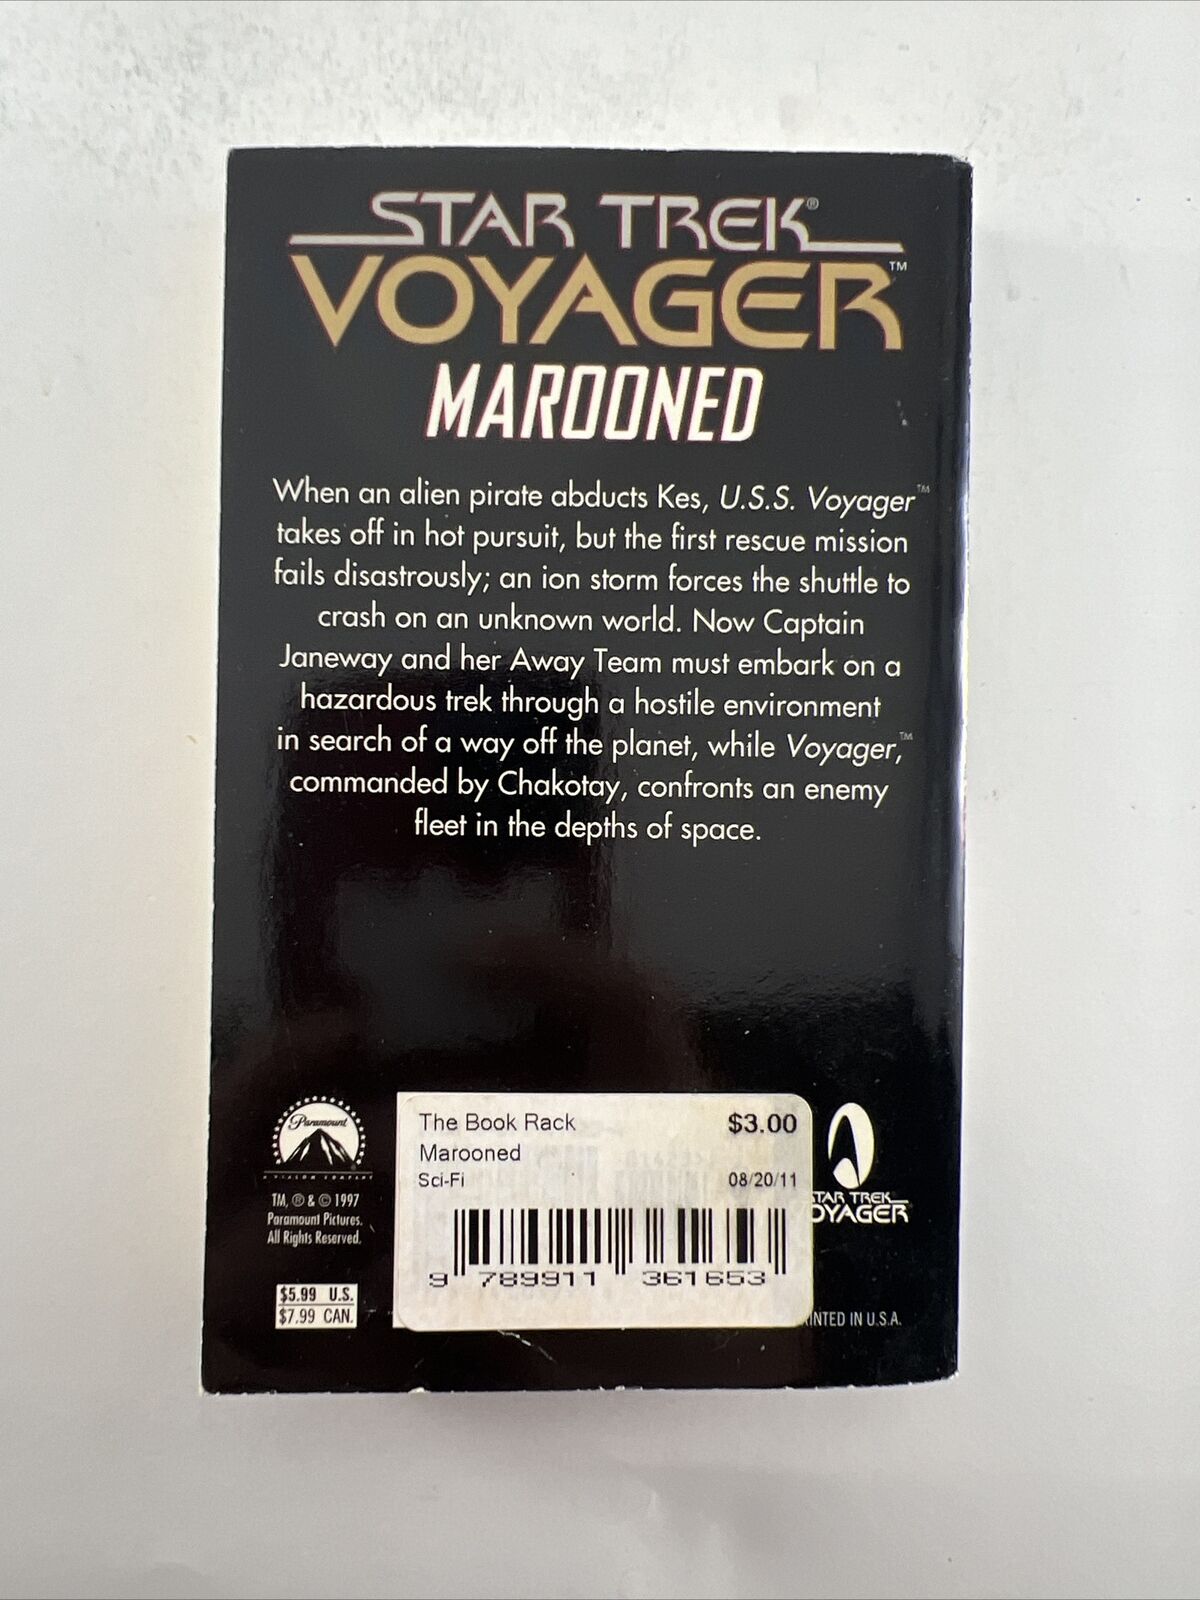 STAR TREK®
VOYAGER™
MAROONED
When an alien pirate abducts Kes, U.S.S. Voyager™
takes off in hot pursuit, but the first rescue mission
fails disastrously; an ion storm forces the shuttle to
crash on an unknown world. Now Captain
Janeway and her Away Team must embark on a
hazardous trek through a hostile environment
in search of a way off the planet, while Voyager,™
commanded by Chakotay, confronts an enemy
fleet in the depths of space.
Paramount
A VIACOM COMPANY
TM, ® & © 1997
Paramount Pictures.
All Rights Reserved.
$5.99 U.S.
$7.99 CAN.
The Book Rack $3.00
Marooned
Sci-Fi 08/20/11
9 789911 361653
STAR TREK
OYAGER
INTED IN U.S.A.